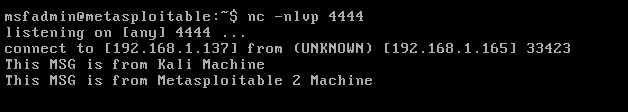 msfadmin@metasploitable:~$ nc -nlvp 4444
listening on [any] 4444 ...
connect to [192.168.1.137] from (UNKNOWN) [192.168.1.165] 33423
This MSG is from Kali Machine
This MSG is from Metasploitable 2 Machine